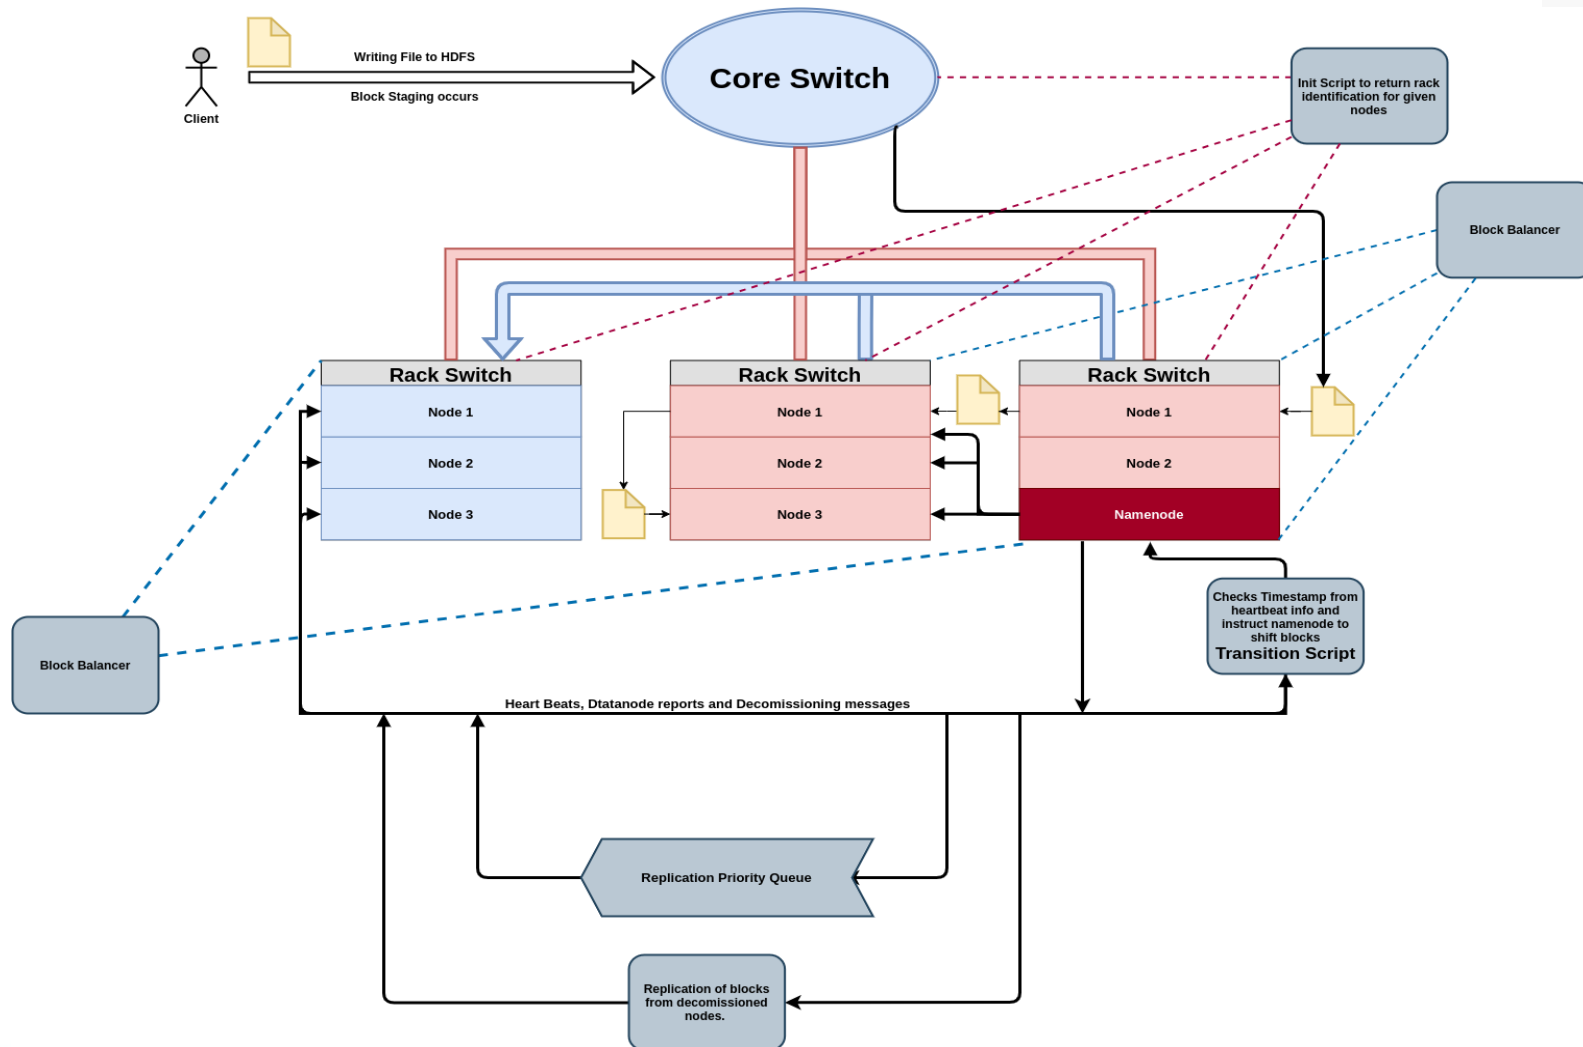 Writing File to HDFS
Block Staging occurs
Client
Core Switch
Init Script to return rack
identification for given
nodes
Block Balancer
Rack Switch
Node 1
Node 2
Node 3
Rack Switch
Node 1
Node 2
Node 3
Rack Switch
Node 1
Node 2
Namenode
Checks Timestamp from
heartbeat info and
instruct namenode to
shift blocks
Transition Script
Block Balancer
Heart Beats, Dtatanode reports and Decomissioning messages
Replication Priority Queue
Replication of blocks
from decomissioned
nodes.